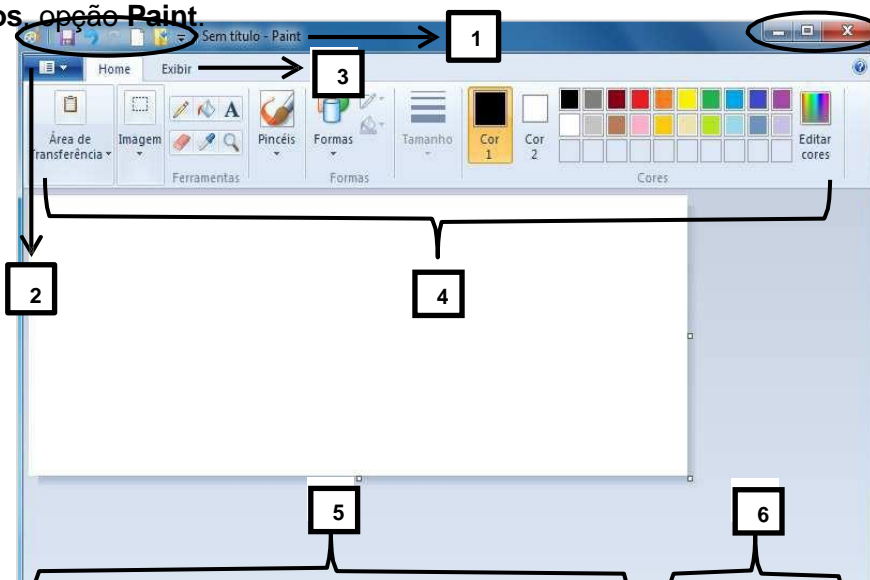 os, opção Paint.
Sem título - Paint
1
Home Exibir
3
Área de Transferência
Imagem
A
Ferramentas
Pincéis
Formas
Formas
Tamanho
Cor 1
Cor 2
Editar cores
Cores
2
4
5
6